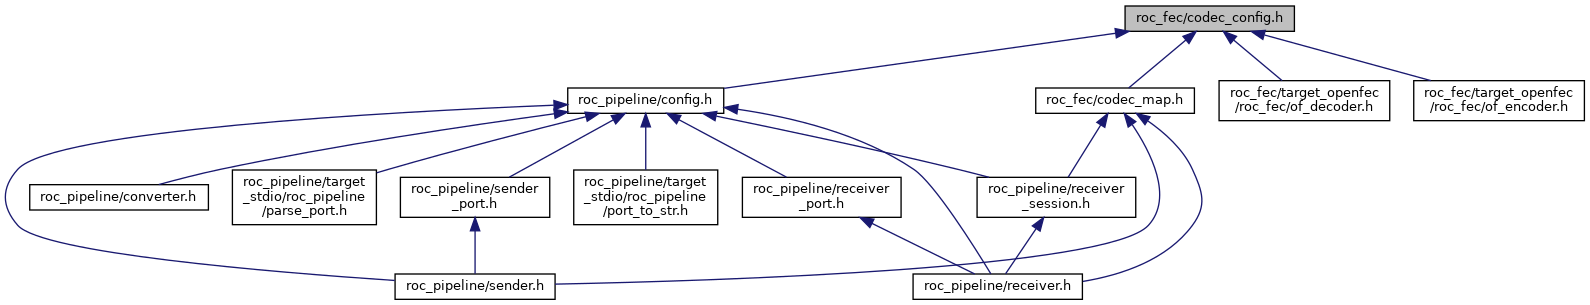 roc_fec/codec_config.h
roc_pipeline/config.h
roc_fec/codec_map.h
roc_fec/target_openfec
/roc_fec/of_decoder.h
roc_fec/target_openfec
/roc_fec/of_encoder.h
roc_pipeline/converter.h
roc_pipeline/target
_stdio/roc_pipeline
/parse_port.h
roc_pipeline/sender
_port.h
roc_pipeline/target
_stdio/roc_pipeline
/port_to_str.h
roc_pipeline/receiver
_port.h
roc_pipeline/receiver
_session.h
roc_pipeline/sender.h
roc_pipeline/receiver.h